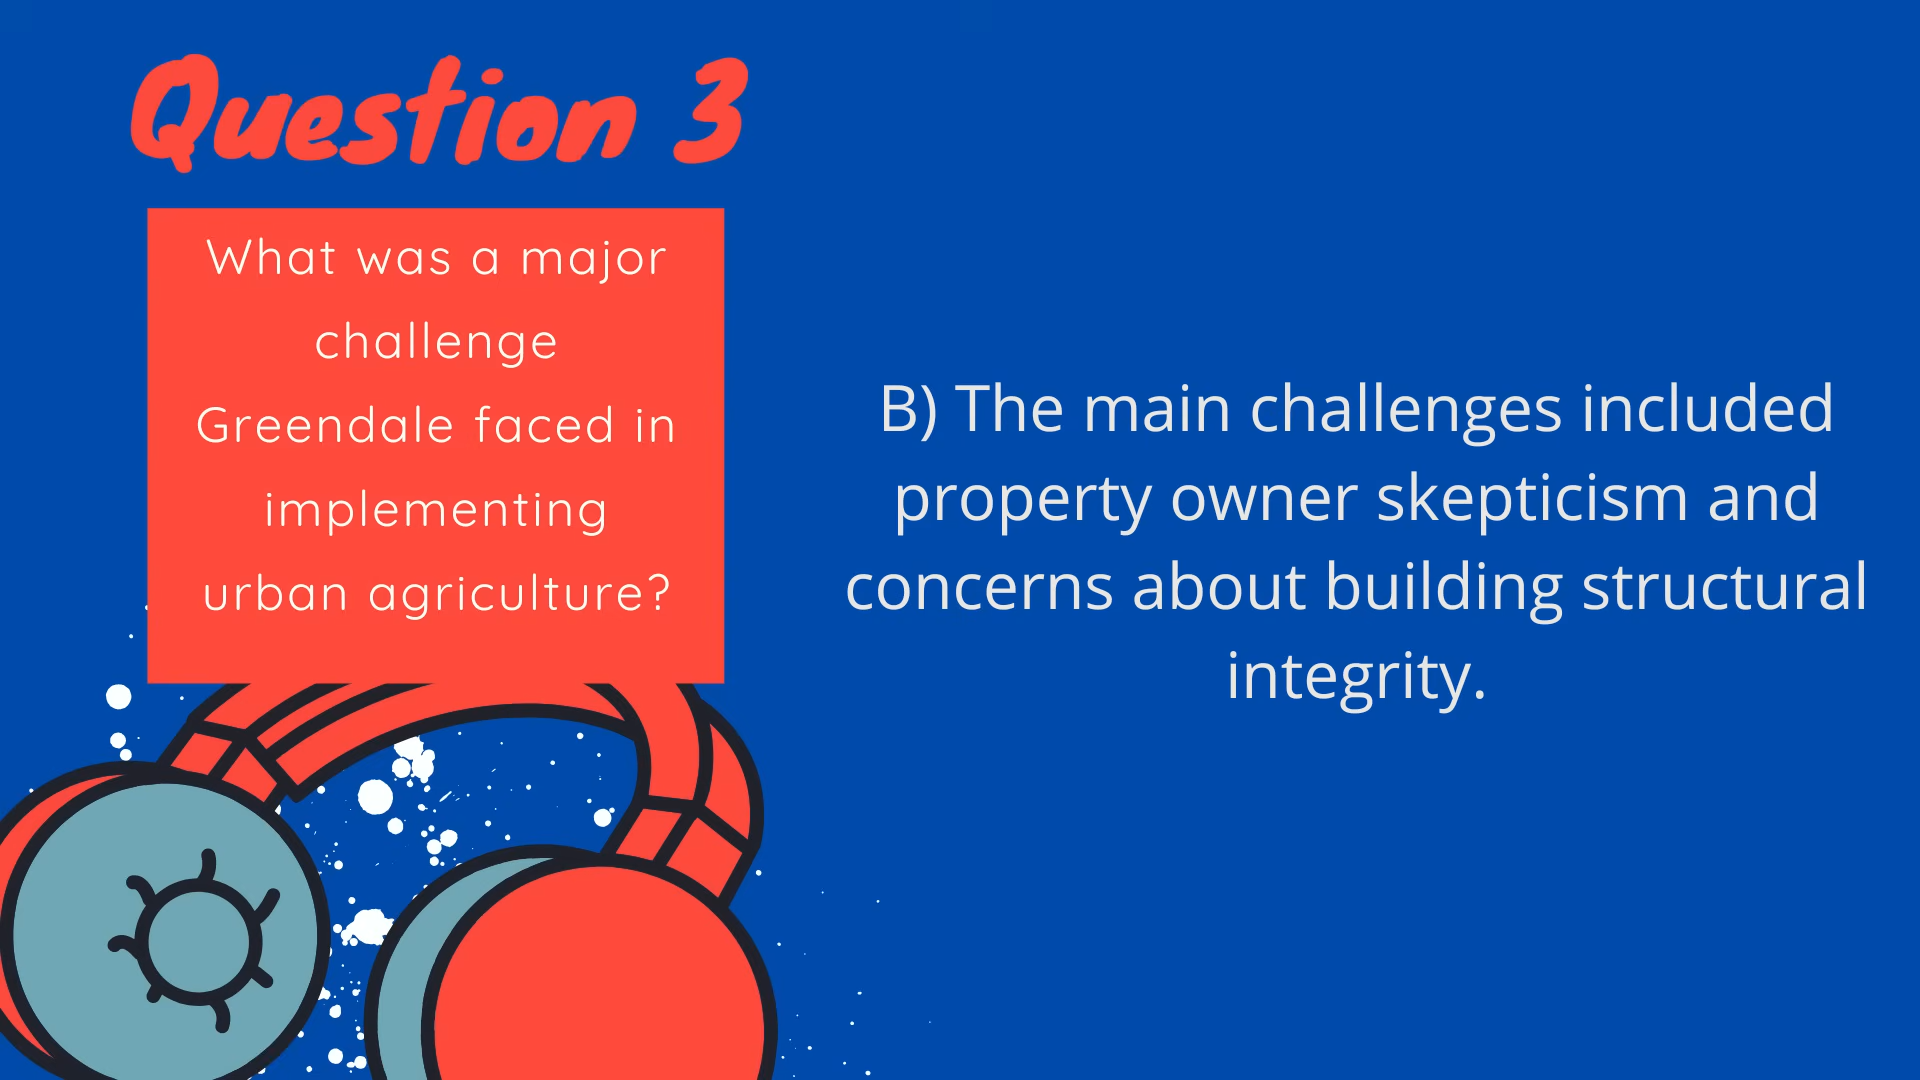 Question 3
What was a major
challenge
Greendale faced in
implementing
urban agriculture?
B) The main challenges included
property owner skepticism and
concerns about building structural
integrity.